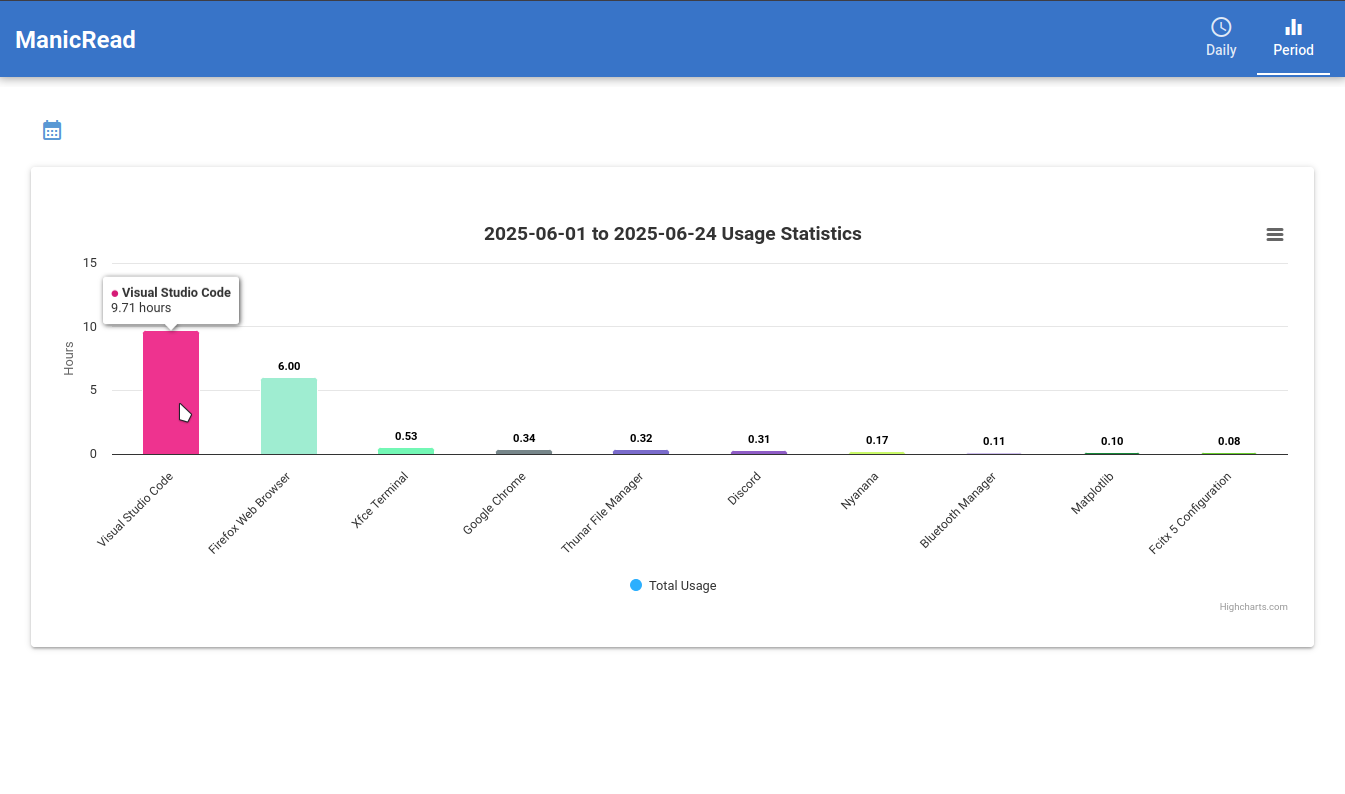 ManicRead
Daily
Period
2025-06-01 to 2025-06-24 Usage Statistics
15
10
5
0
Hours
Visual Studio Code
9.71 hours
6.00
0.53
0.34
0.32
0.31
0.17
0.11
0.10
0.08
Visual Studio Code
Firefox Web Browser
Xfce Terminal
Google Chrome
Thunar File Manager
Discord
Nyanana
Bluetooth Manager
Matplotlib
Fcitx 5 Configuration
Total Usage
Highcharts.com